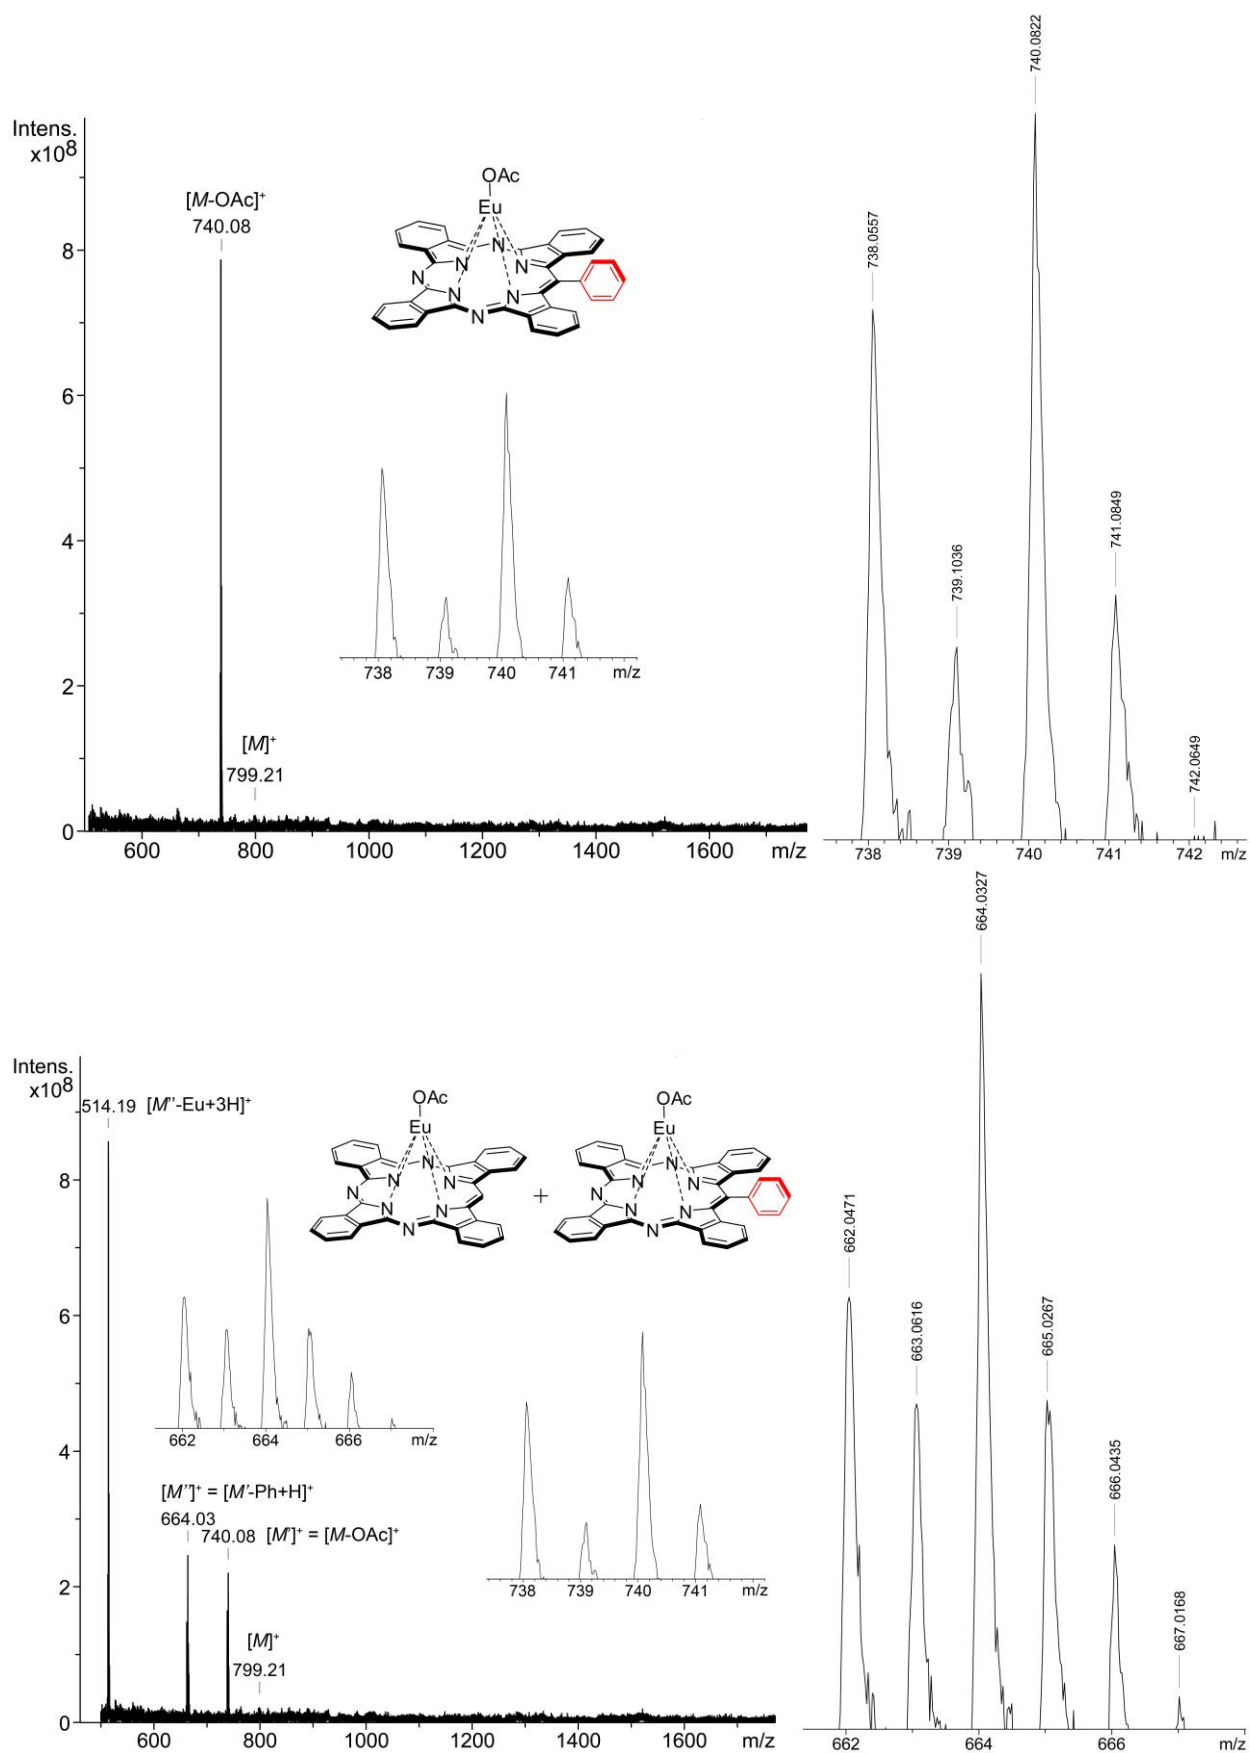 Intens.
x10⁸
8
6
4
2
0
600
800
1000
1200
1400
1600
m/z
[M-OAc]⁺
740.08
[M]⁺
799.21
OAc
Eu
N
N
N
N
N
N
N
738
739
740
741
m/z
738.0557
739.1036
740.0822
741.0849
742.0649
738
739
740
741
742
m/z
Intens.
x10⁸
8
6
4
2
0
600
800
1000
1200
1400
1600
m/z
514.19 [M''-Eu+3H]⁺
[M'']⁺ = [M'-Ph+H]⁺
664.03
740.08 [M']⁺ = [M-OAc]⁺
[M]⁺
799.21
OAc
Eu
N
N
N
N
N
N
N
+
OAc
Eu
N
N
N
N
N
N
N
662
664
666
m/z
738
739
740
741
m/z
662.0471
663.0616
664.0327
665.0267
666.0435
667.0168
662
664
666
m/z